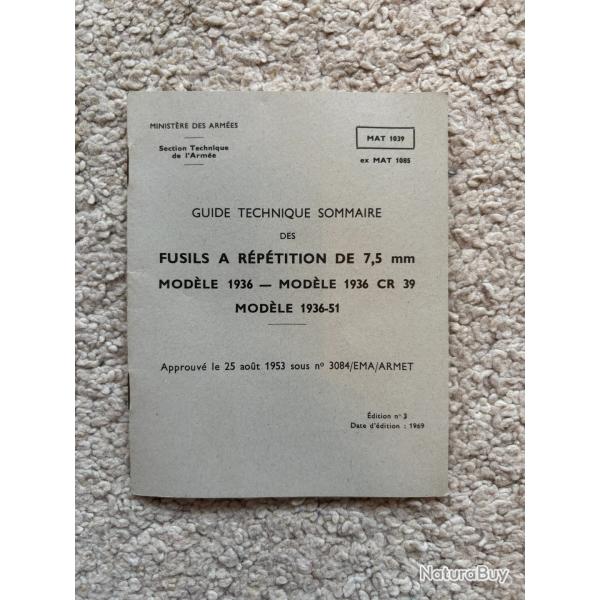 MINISTÈRE DES ARMÉES
Section Technique
de l'Armée
MAT 1039
ex MAT 1085
GUIDE TECHNIQUE SOMMAIRE
DES
FUSILS A RÉPÉTITION DE 7,5 mm
MODÈLE 1936 — MODÈLE 1936 CR 39
MODÈLE 1936-51
Approuvé le 25 août 1953 sous nº 3084/EMA/ARMET
Édition nº 3
Date d'édition : 1969
NaturaBuy